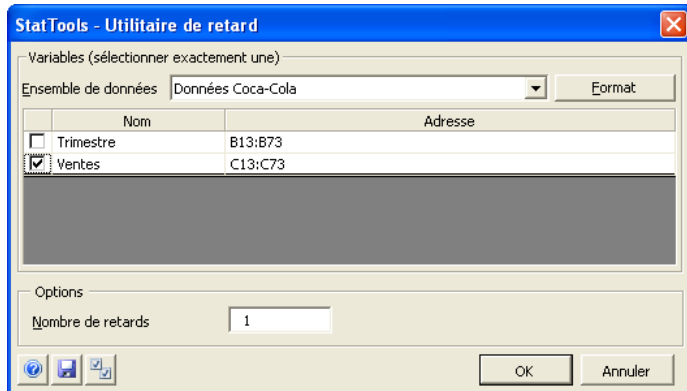 StatTools - Utilitaire de retard
Variables (sélectionner exactement une)
Ensemble de données Données Coca-Cola Format
Nom Adresse
Trimestre B13:B73
Ventes C13:C73
Options
Nombre de retards 1
OK Annuler